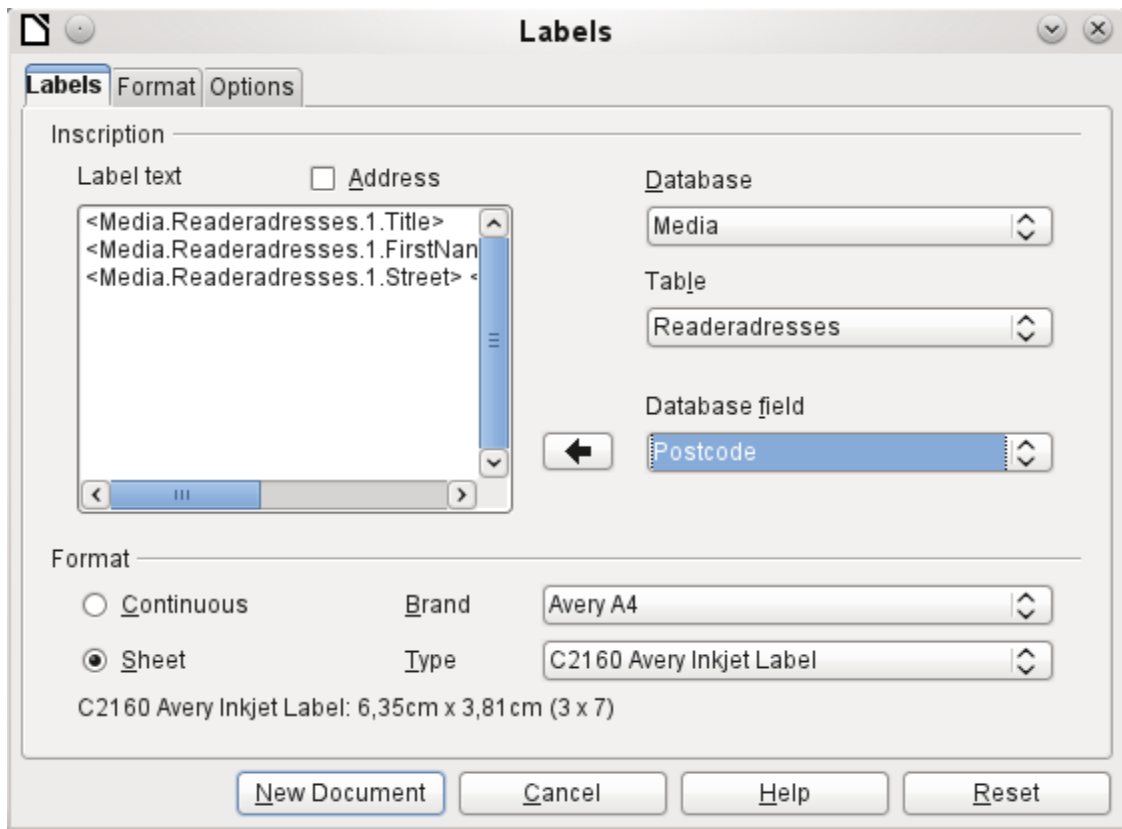 Labels
Labels Format Options
Inscription
Label text Address Database
<Media.Readeradresses.1.Title>
<Media.Readeradresses.1.FirstNan
<Media.Readeradresses.1.Street> <
Media
Table
Readeradresses
Database field
Postcode
Format
Continuous Brand Avery A4
Sheet Type C2160 Avery Inkjet Label
C2160 Avery Inkjet Label: 6,35cm x 3,81cm (3 x 7)
New Document Cancel Help Reset